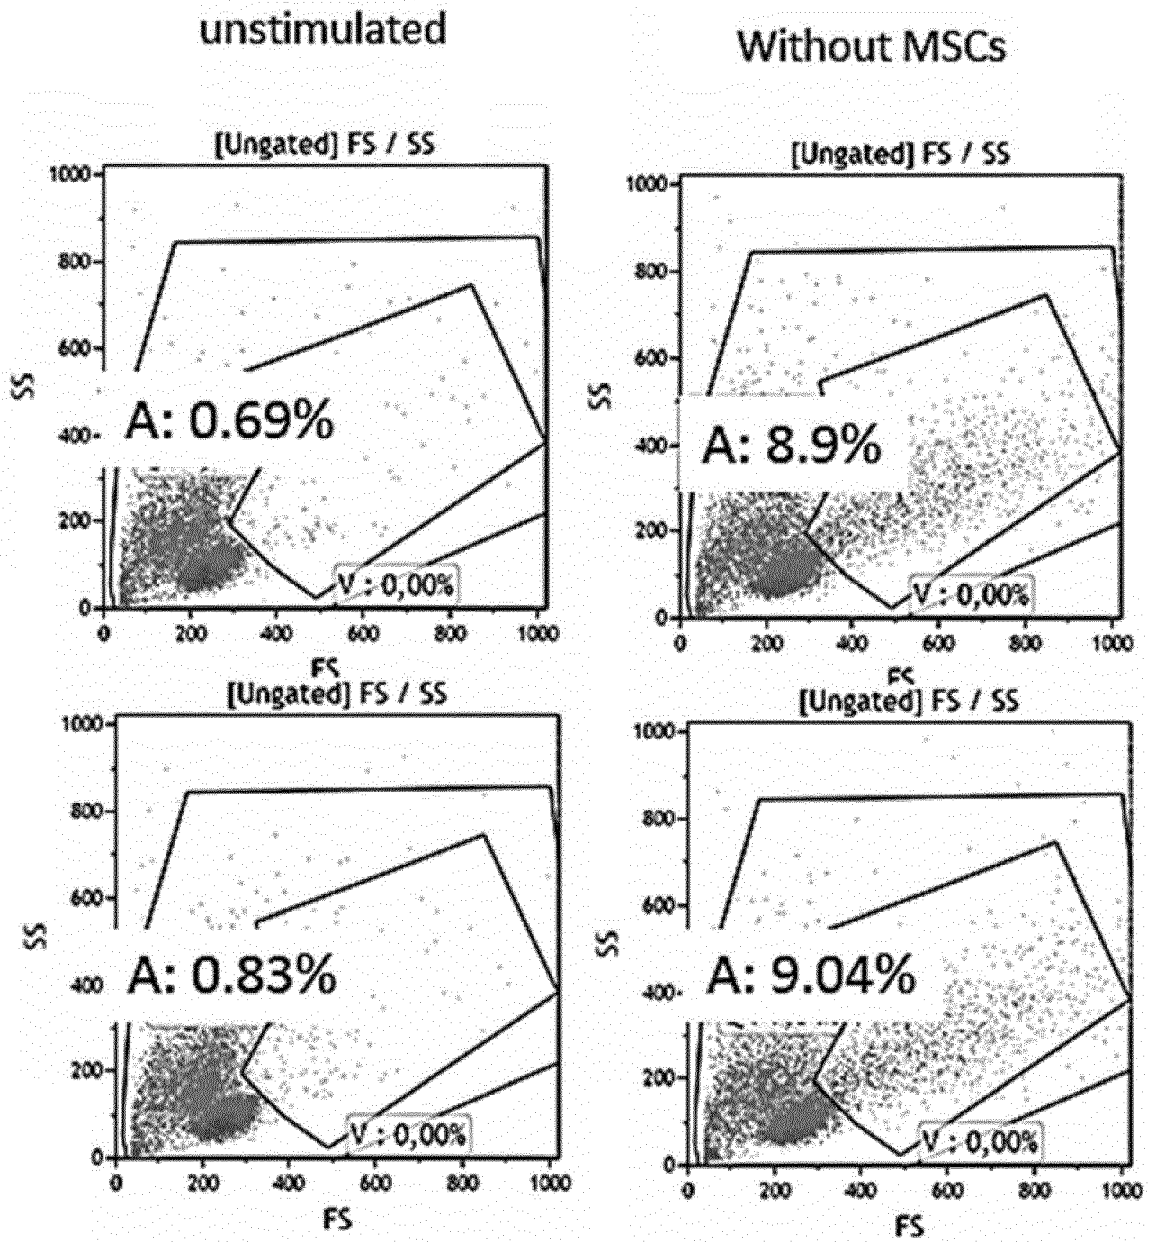 unstimulated
Without MSCs
[Ungated] FS / SS
1000
800
600
400
200
0
SS
A: 0.69%
V : 0,00%
0 200 400 600 800 1000
FS
[Ungated] FS / SS
1000
800
600
400
200
0
SS
A: 8.9%
V : 0,00%
0 200 400 600 800 1000
FS
[Ungated] FS / SS
1000
800
600
400
200
0
SS
A: 0.83%
V : 0,00%
0 200 400 600 800 1000
FS
[Ungated] FS / SS
1000
800
600
400
200
0
SS
A: 9.04%
V : 0,00%
0 200 400 600 800 1000
FS